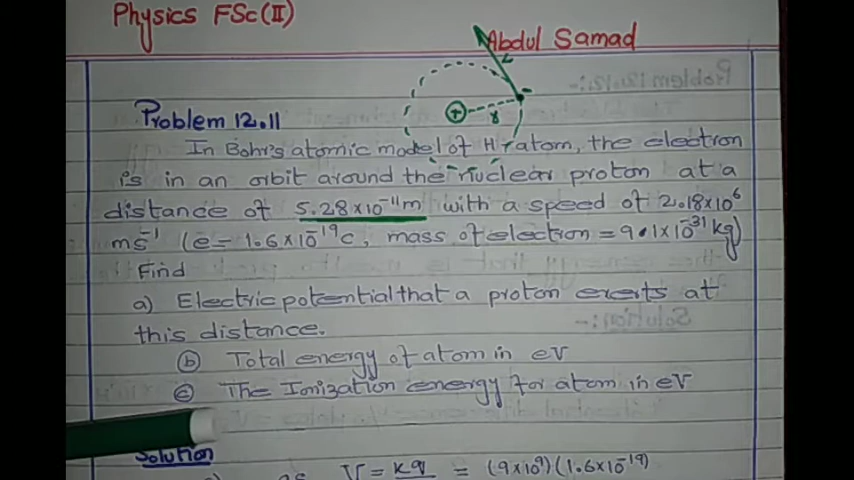 Physics FSc(II)
Abdul Samad
Problem 12.11
In Bohr's atomic model of H-atom, the electron
is in an orbit around the nuclear proton at a
distance of 5.28×10⁻¹¹m with a speed of 2.18×10⁶
ms⁻¹ (e = 1.6×10⁻¹⁹c, mass of electron = 9.1×10⁻³¹kg)
Find
a) Electric potential that a proton exerts at
this distance.
(b) Total energy of atom in eV
(c) The Ionization energy for atom in eV
Solution
as V = kq = (9×10⁹)(1.6×10⁻¹⁹)